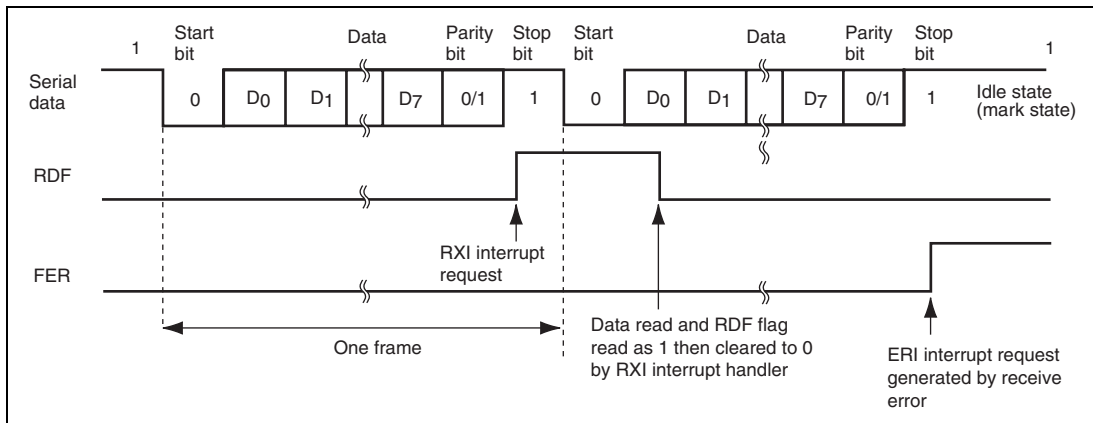 1
Start
bit
Data
Parity
bit
Stop
bit
Start
bit
Data
Parity
bit
Stop
bit
1
Serial
data
0
D0
D1
D7
0/1
1
0
D0
D1
D7
0/1
1
Idle state
(mark state)
RDF
RXI interrupt
request
FER
One frame
Data read and RDF flag
read as 1 then cleared to 0
by RXI interrupt handler
ERI interrupt request
generated by receive
error